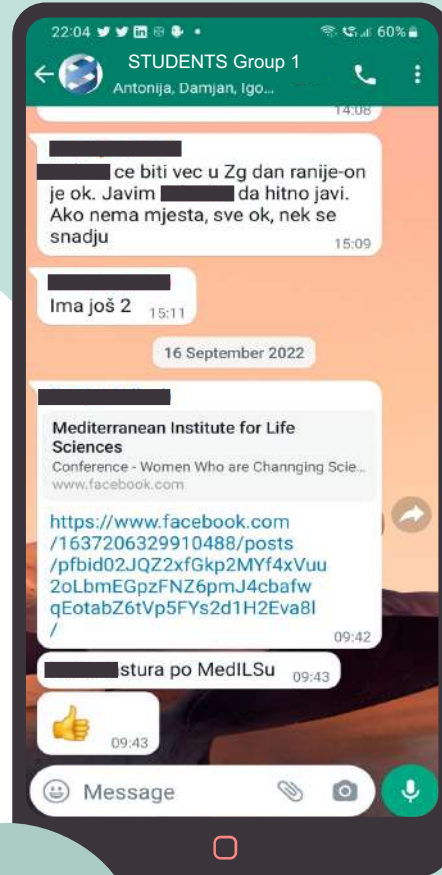 22:04
60%
STUDENTS Group 1
Antonija, Damjan, Igo...
14:08
ce biti vec u Zg dan ranije-on
je ok. Javim da hitno javi.
Ako nema mjesta, sve ok, nek se
snadju
15:09
Ima još 2 15:11
16 September 2022
Mediterranean Institute for Life
Sciences
Conference - Women Who are Channging Scie...
www.facebook.com
https://www.facebook.com
/1637206329910488/posts
/pfbid02JQZ2xfGkp2MYf4xVuu
2oLbmEGpzFNZ6pmJ4cbafw
qEotabZ6tVp5FYs2d1H2Eva8l
/
09:42
stura po MedILSu 09:43
09:43
Message